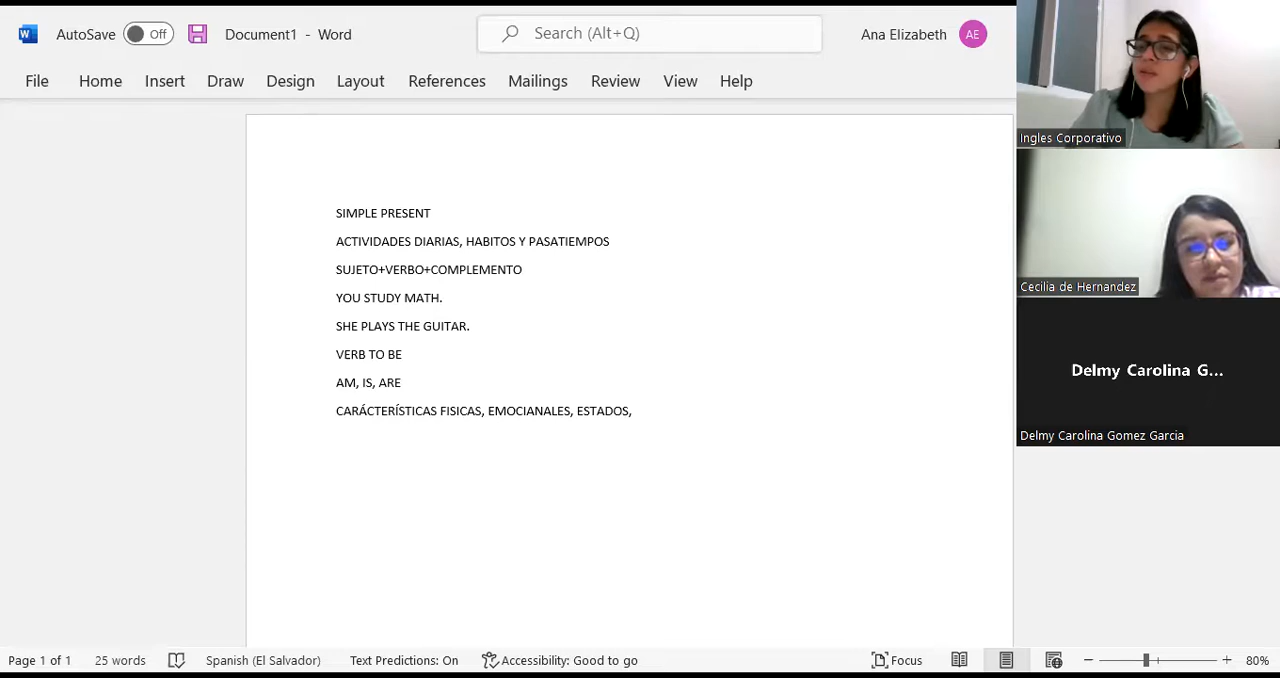 AutoSave Off Document1 - Word Search (Alt+Q) Ana Elizabeth AE
File Home Insert Draw Design Layout References Mailings Review View Help
SIMPLE PRESENT
ACTIVIDADES DIARIAS, HABITOS Y PASATIEMPOS
SUJETO+VERBO+COMPLEMENTO
YOU STUDY MATH.
SHE PLAYS THE GUITAR.
VERB TO BE
AM, IS, ARE
CARÁCTERÍSTICAS FISICAS, EMOCIANALES, ESTADOS,
Ingles Corporativo
Cecilia de Hernandez
Delmy Carolina G...
Delmy Carolina Gomez Garcia
Page 1 of 1 25 words Spanish (El Salvador) Text Predictions: On Accessibility: Good to go Focus 80%